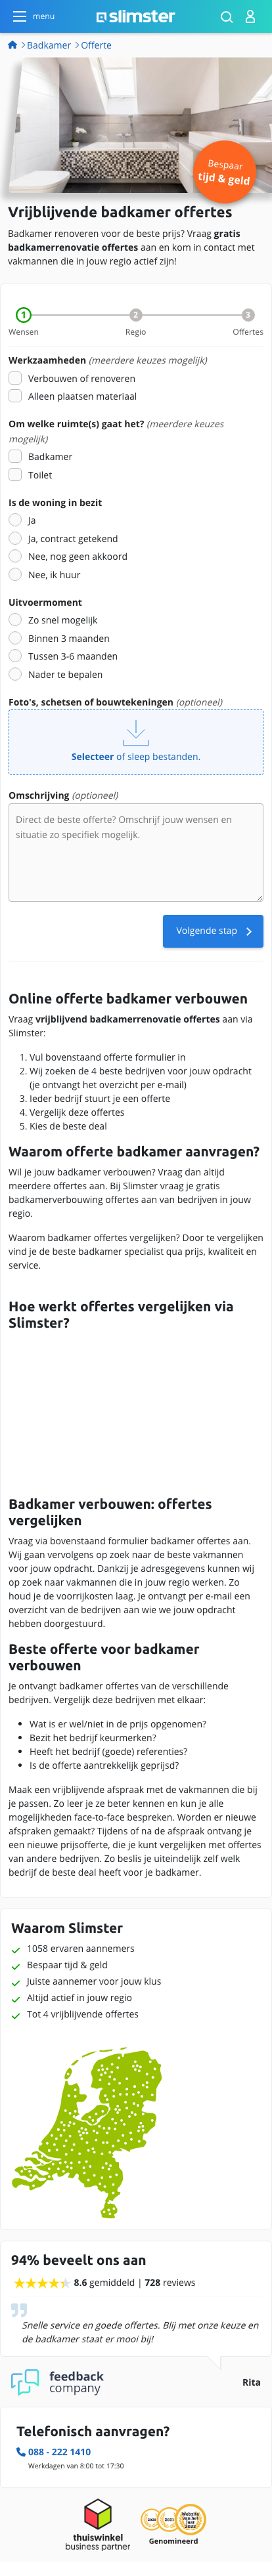 menu
slimster
Badkamer
Offerte
Bespaar
tijd & geld
Vrijblijvende badkamer offertes
Badkamer renoveren voor de beste prijs? Vraag gratis
badkamerrenovatie offertes aan en kom in contact met
vakmannen die in jouw regio actief zijn!
1 2 3
Wensen Regio Offertes
Werkzaamheden (meerdere keuzes mogelijk)
Verbouwen of renoveren
Alleen plaatsen materiaal
Om welke ruimte(s) gaat het? (meerdere keuzes
mogelijk)
Badkamer
Toilet
Is de woning in bezit
Ja
Ja, contract getekend
Nee, nog geen akkoord
Nee, ik huur
Uitvoermoment
Zo snel mogelijk
Binnen 3 maanden
Tussen 3-6 maanden
Nader te bepalen
Foto's, schetsen of bouwtekeningen (optioneel)
Selecteer of sleep bestanden.
Omschrijving (optioneel)
Direct de beste offerte? Omschrijf jouw wensen en
situatie zo specifiek mogelijk.
Volgende stap
Online offerte badkamer verbouwen
Vraag vrijblijvend badkamerrenovatie offertes aan via
Slimster:
1. Vul bovenstaand offerte formulier in
2. Wij zoeken de 4 beste bedrijven voor jouw opdracht
(je ontvangt het overzicht per e-mail)
3. Ieder bedrijf stuurt je een offerte
4. Vergelijk deze offertes
5. Kies de beste deal
Waarom offerte badkamer aanvragen?
Wil je jouw badkamer verbouwen? Vraag dan altijd
meerdere offertes aan. Bij Slimster vraag je gratis
badkamerverbouwing offertes aan van bedrijven in jouw
regio.
Waarom badkamer offertes vergelijken? Door te vergelijken
vind je de beste badkamer specialist qua prijs, kwaliteit en
service.
Hoe werkt offertes vergelijken via
Slimster?
Badkamer verbouwen: offertes
vergelijken
Vraag via bovenstaand formulier badkamer offertes aan.
Wij gaan vervolgens op zoek naar de beste vakmannen
voor jouw opdracht. Dankzij je adresgegevens kunnen wij
op zoek naar vakmannen die in jouw regio werken. Zo
houd je de voorrijkosten laag. Je ontvangt per e-mail een
overzicht van de bedrijven aan wie we jouw opdracht
hebben doorgestuurd.
Beste offerte voor badkamer
verbouwen
Je ontvangt badkamer offertes van de verschillende
bedrijven. Vergelijk deze bedrijven met elkaar:
• Wat is er wel/niet in de prijs opgenomen?
• Bezit het bedrijf keurmerken?
• Heeft het bedrijf (goede) referenties?
• Is de offerte aantrekkelijk geprijsd?
Maak een vrijblijvende afspraak met de vakmannen die bij
je passen. Zo leer je ze beter kennen en kun je alle
mogelijkheden face-to-face bespreken. Worden er nieuwe
afspraken gemaakt? Tijdens of na de afspraak ontvang je
een nieuwe prijsofferte, die je kunt vergelijken met offertes
van andere bedrijven. Zo beslis je uiteindelijk zelf welk
bedrijf de beste deal heeft voor je badkamer.
Waarom Slimster
1058 ervaren aannemers
Bespaar tijd & geld
Juiste aannemer voor jouw klus
Altijd actief in jouw regio
Tot 4 vrijblijvende offertes
94% beveelt ons aan
8.6 gemiddeld | 728 reviews
Snelle service en goede offertes. Blij met onze keuze en
de badkamer staat er mooi bij!
feedback
company
Rita
Telefonisch aanvragen?
088 - 222 1410
Werkdagen van 8:00 tot 17:30
thuiswinkel
business partner
Website
van het
jaar
2022
Genomineerd